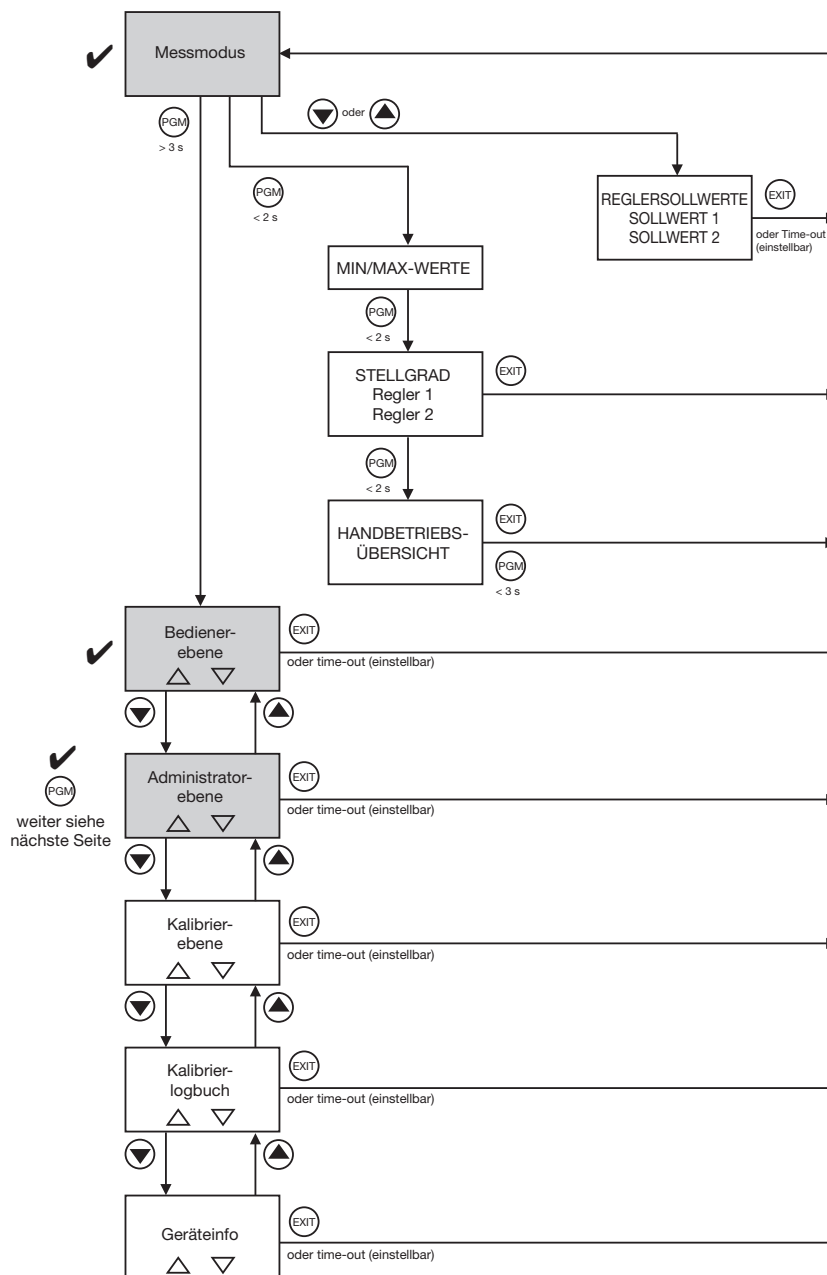 Messmodus
PGM
> 3 s
oder
PGM
< 2 s
REGLERSOLLWERTE
SOLLWERT 1
SOLLWERT 2
EXIT
oder Time-out
(einstellbar)
MIN/MAX-WERTE
PGM
< 2 s
STELLGRAD
Regler 1
Regler 2
EXIT
PGM
< 2 s
HANDBETRIEBS-
ÜBERSICHT
EXIT
PGM
< 3 s
Bediener-
ebene
EXIT
oder time-out (einstellbar)
PGM
weiter siehe
nächste Seite
Administrator-
ebene
EXIT
oder time-out (einstellbar)
Kalibrier-
ebene
EXIT
oder time-out (einstellbar)
Kalibrier-
logbuch
EXIT
oder time-out (einstellbar)
Geräteinfo
EXIT
oder time-out (einstellbar)